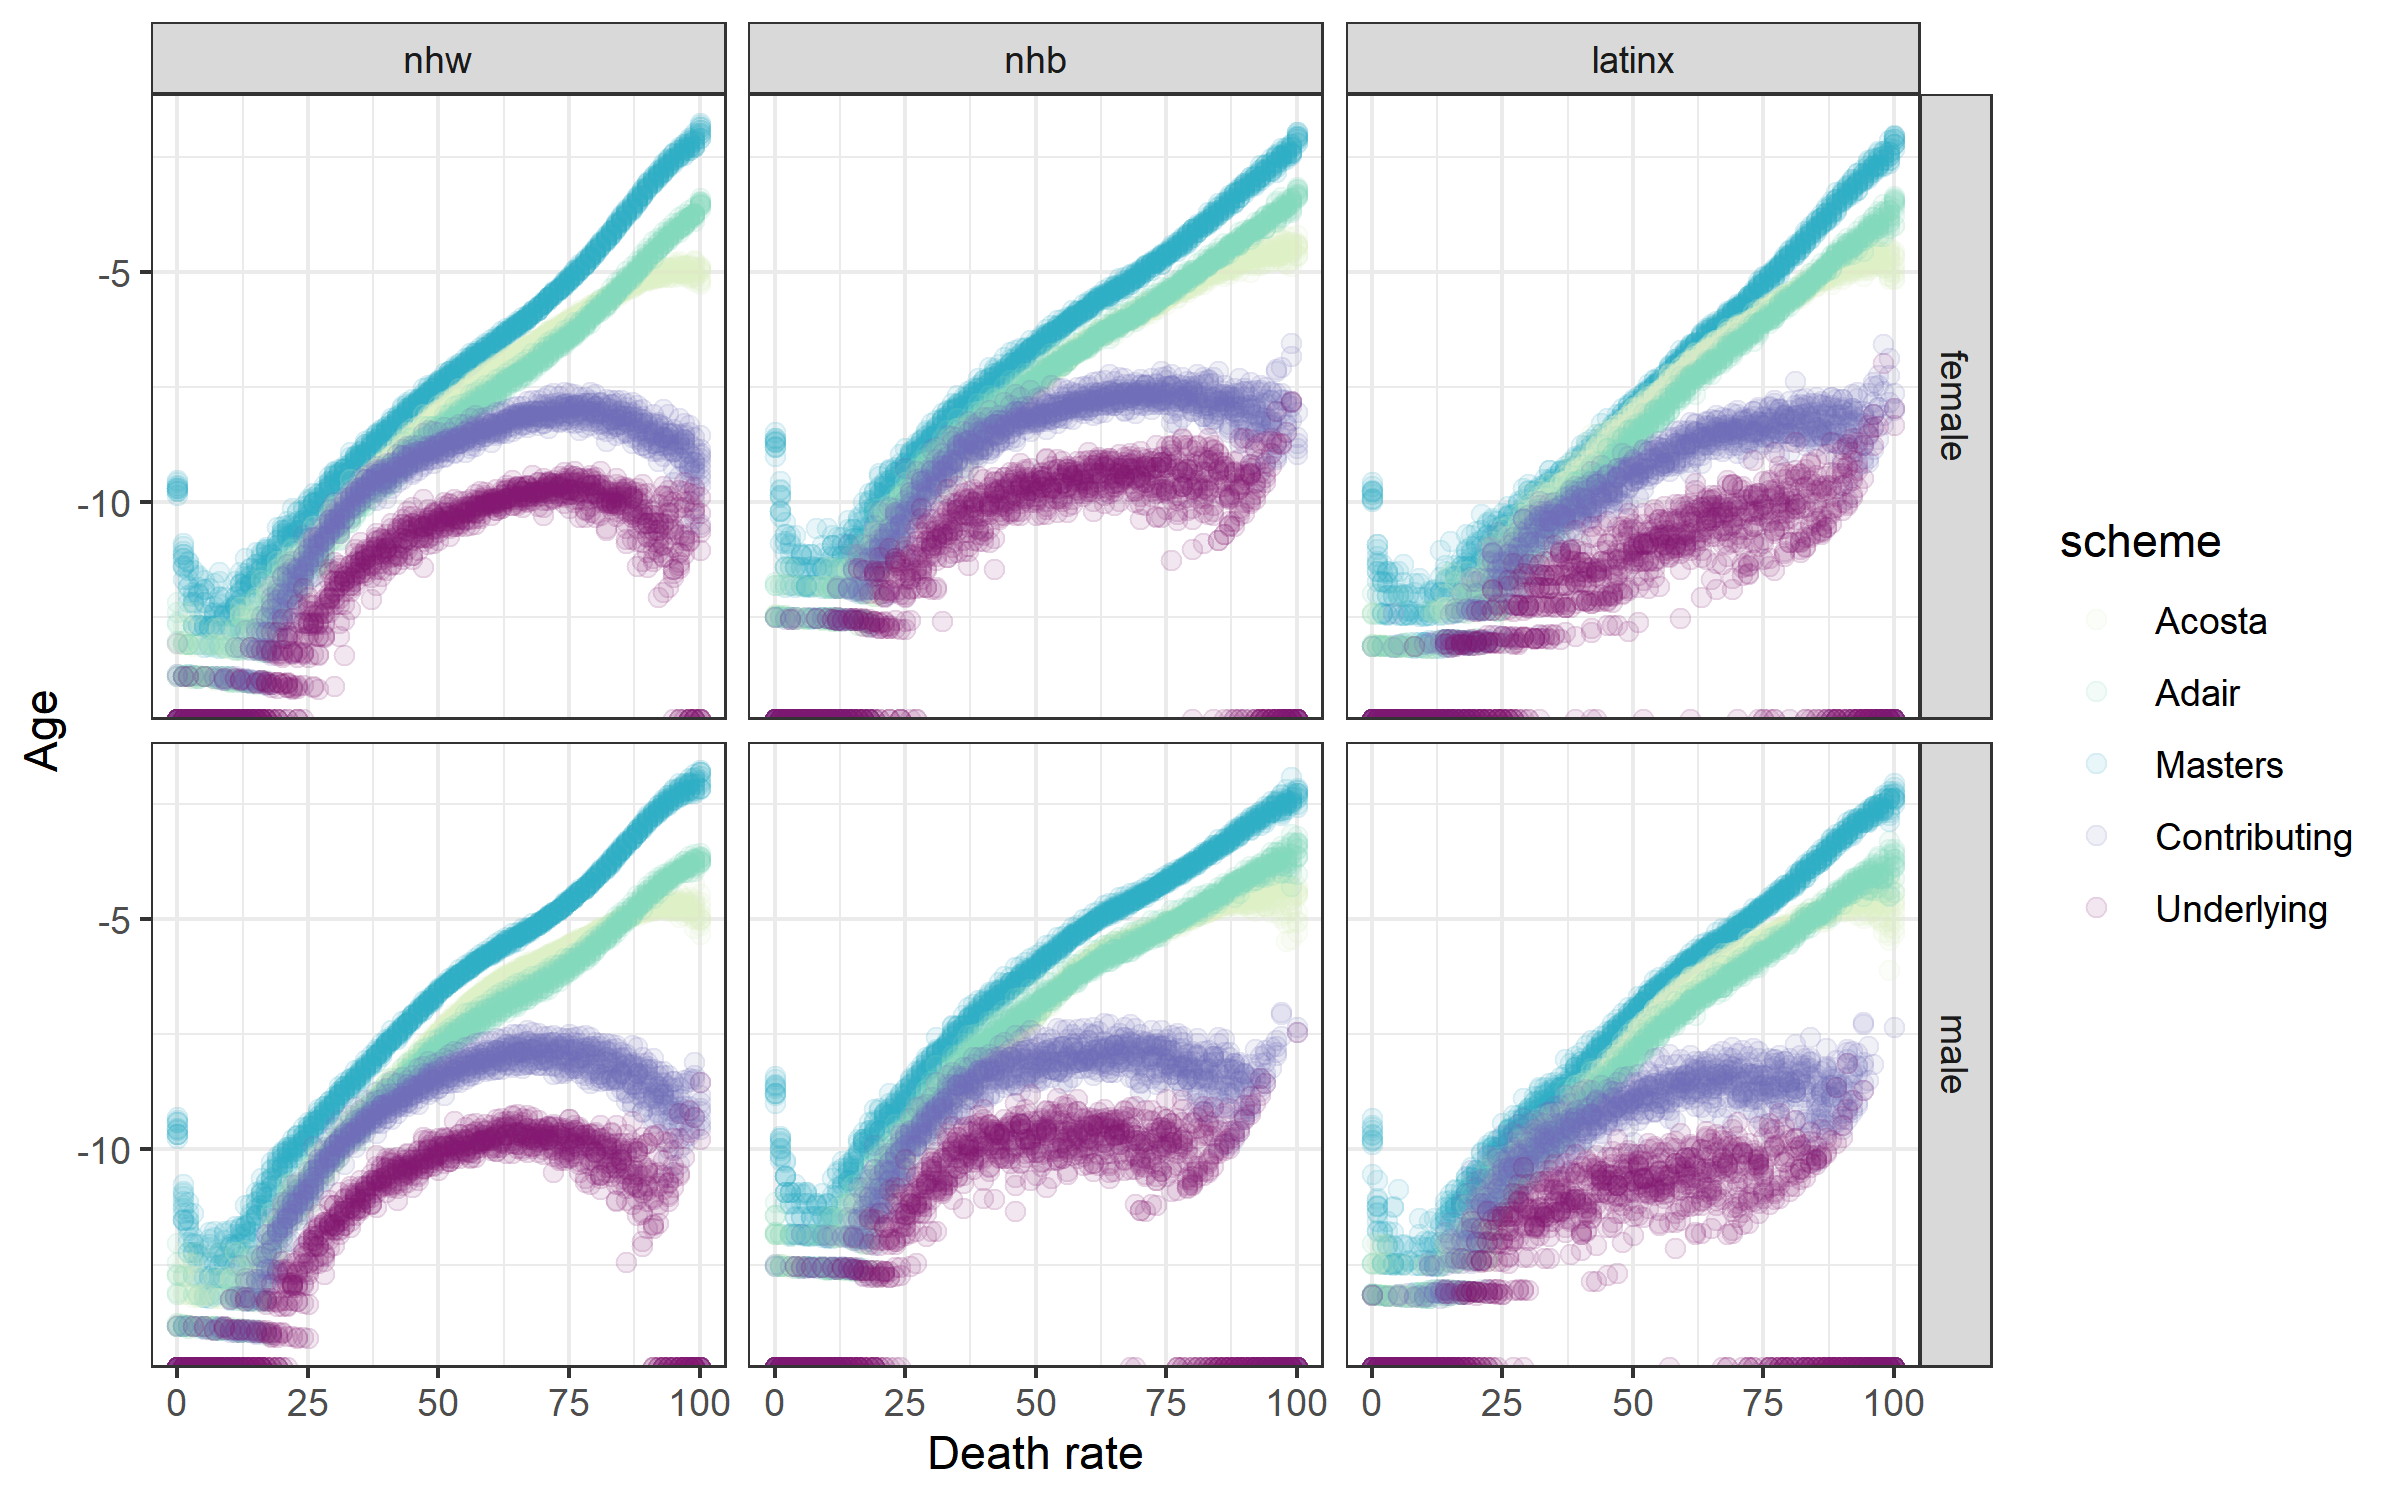 nhw
nhb
latinx
-5
-10
female
-5
-10
male
Age
0 25 50 75 100
0 25 50 75 100
0 25 50 75 100
Death rate
scheme
Acosta
Adair
Masters
Contributing
Underlying